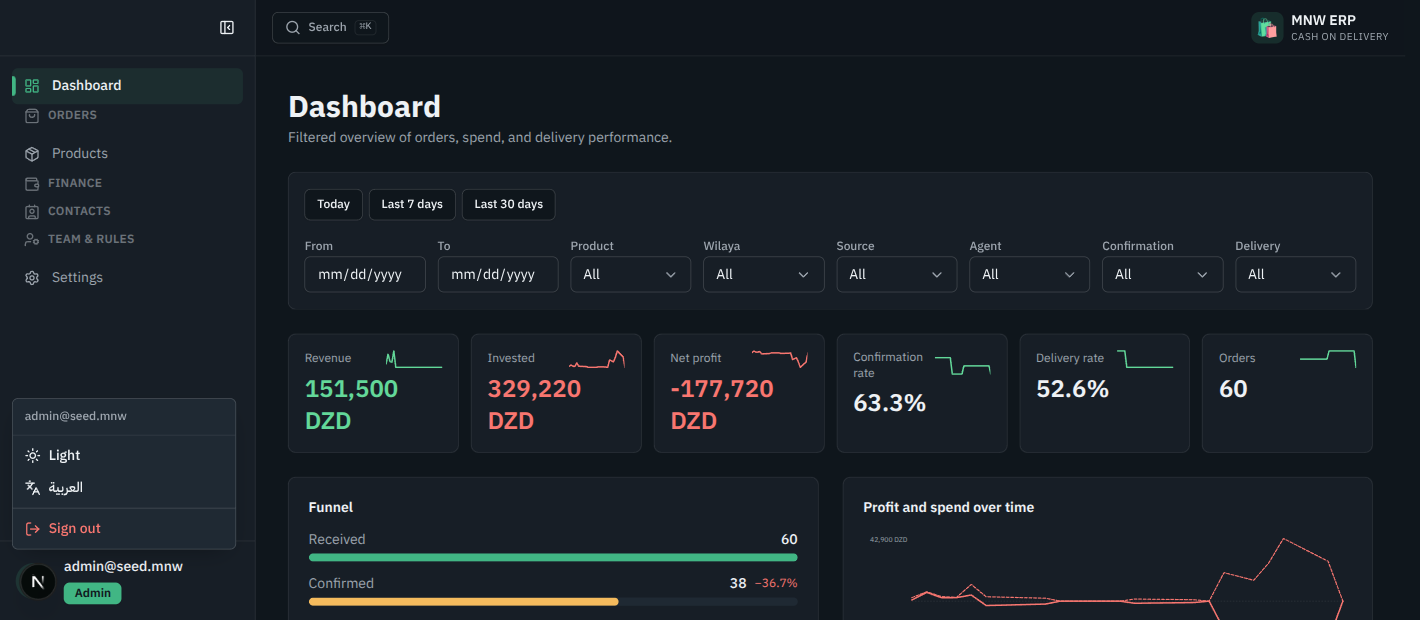 Search ⌘K
MNW ERP
CASH ON DELIVERY
Dashboard
ORDERS
Products
FINANCE
CONTACTS
TEAM & RULES
Settings
admin@seed.mnw
Light
العربية
Sign out
N
admin@seed.mnw
Admin
Dashboard
Filtered overview of orders, spend, and delivery performance.
Today Last 7 days Last 30 days
From To Product Wilaya Source Agent Confirmation Delivery
mm/dd/yyyy mm/dd/yyyy All All All All All All
Revenue
151,500
DZD
Invested
329,220
DZD
Net profit
-177,720
DZD
Confirmation
rate
63.3%
Delivery rate
52.6%
Orders
60
Funnel
Received 60
Confirmed 38 −36.7%
Profit and spend over time
42,900 DZD